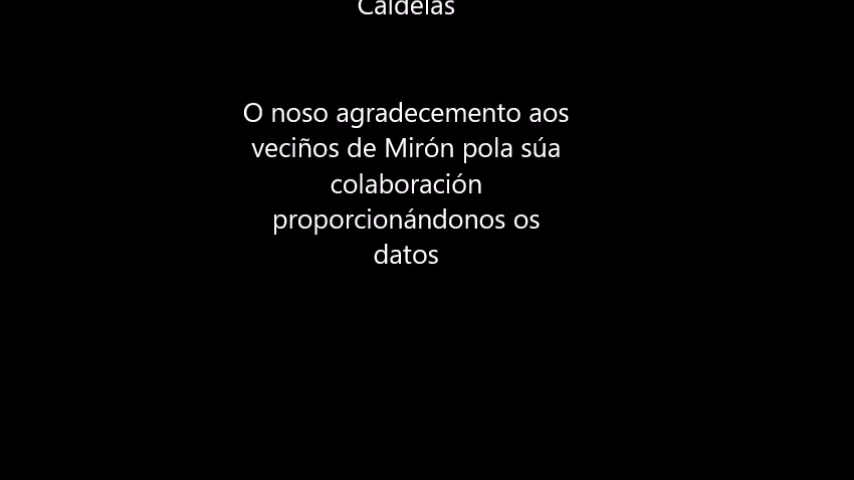 Caldelas
O noso agradecemento aos
veciños de Mirón pola súa
colaboración
proporcionándonos os
datos